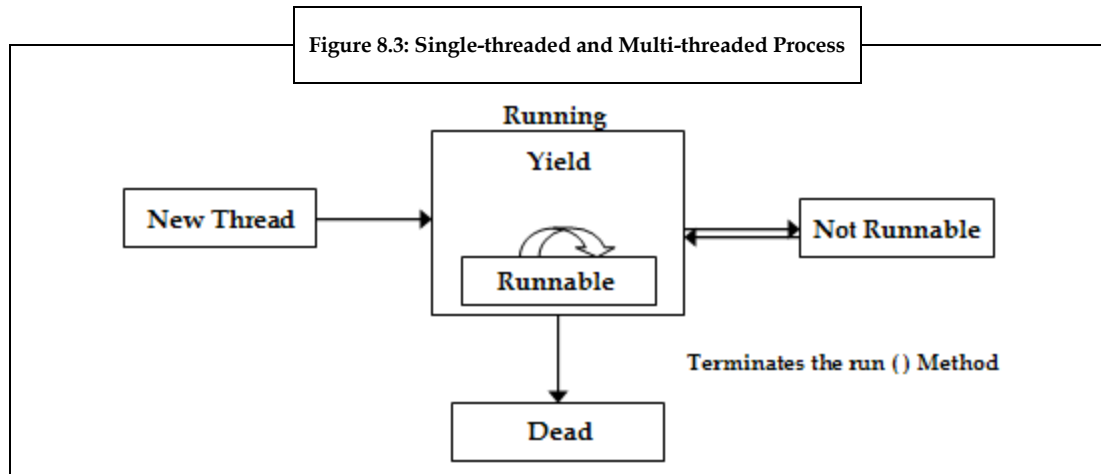 Figure 8.3: Single-threaded and Multi-threaded Process
Running
Yield
New Thread
Not Runnable
Runnable
Terminates the run ( ) Method
Dead